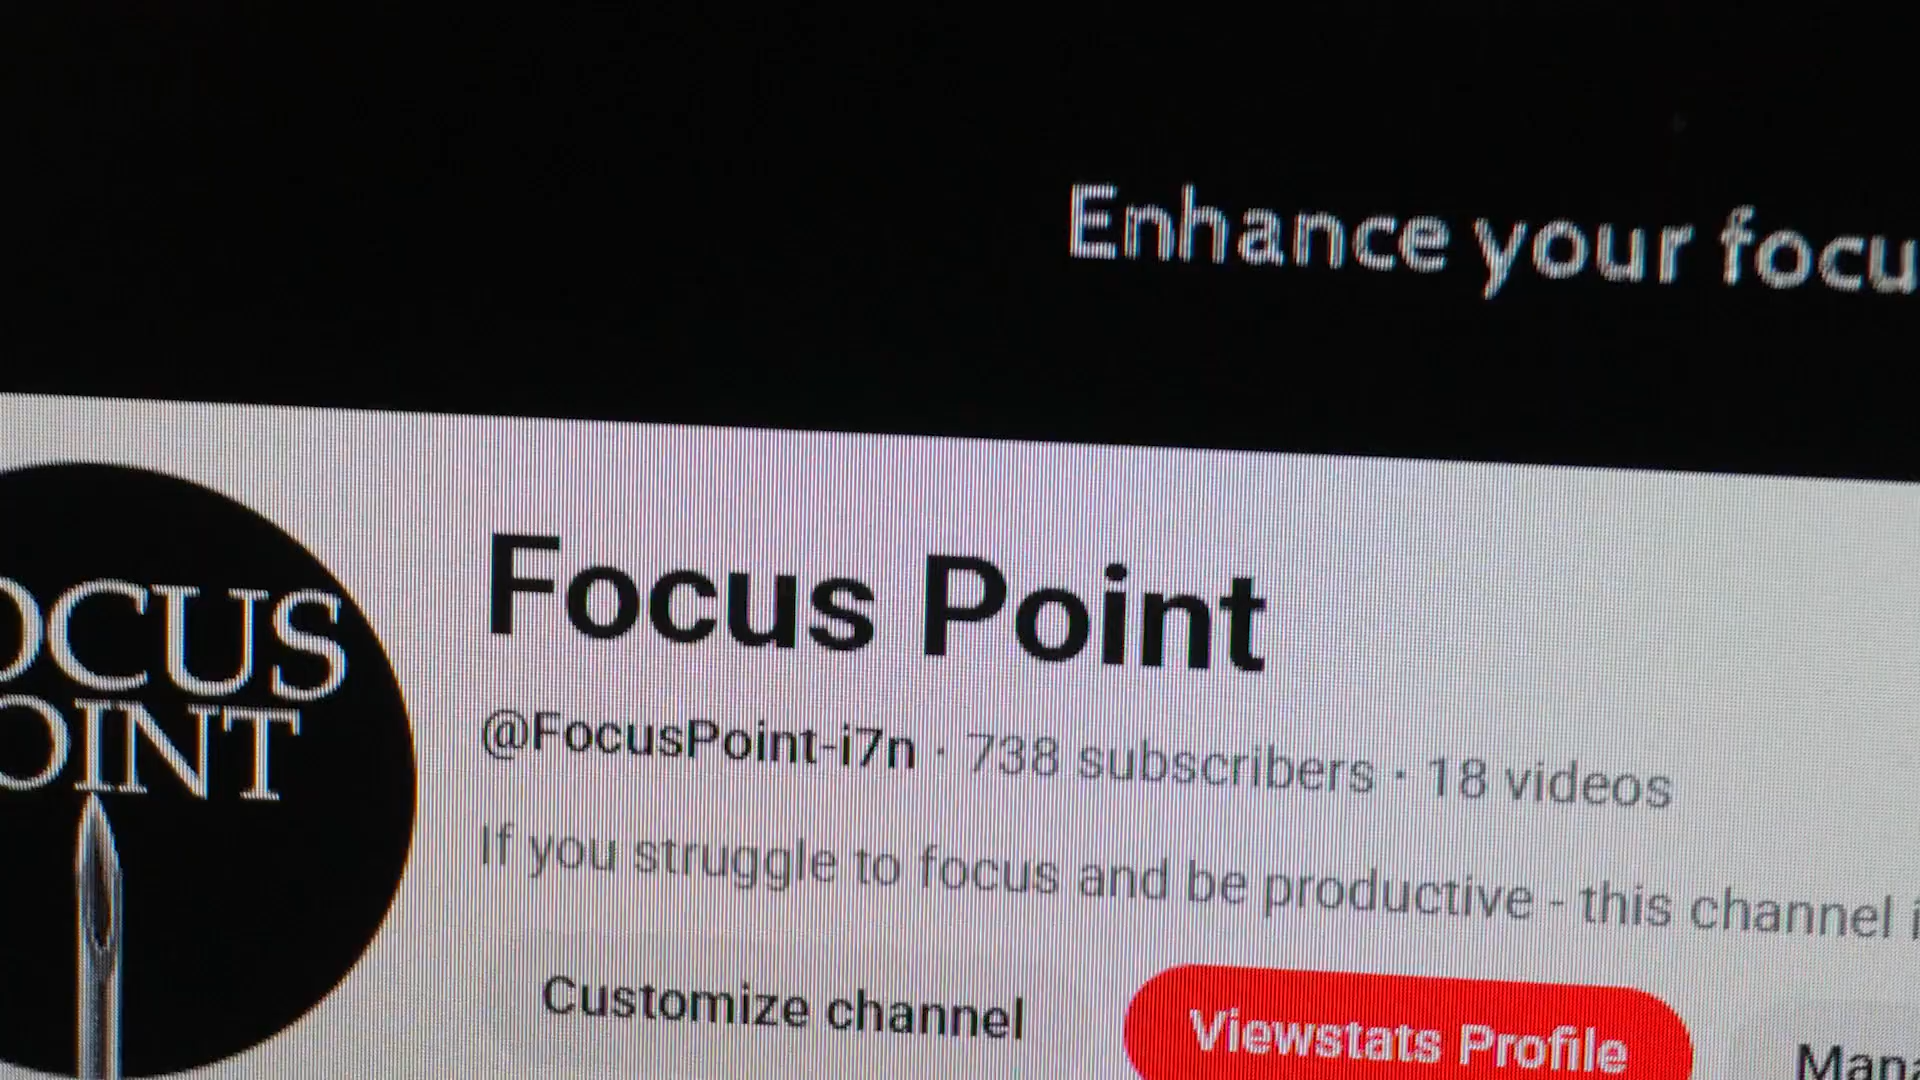 Enhance your focu
OCUS
POINT
Focus Point
@FocusPoint-i7n · 738 subscribers · 18 videos
If you struggle to focus and be productive - this channel i
Customize channel
Viewstats Profile
Mana